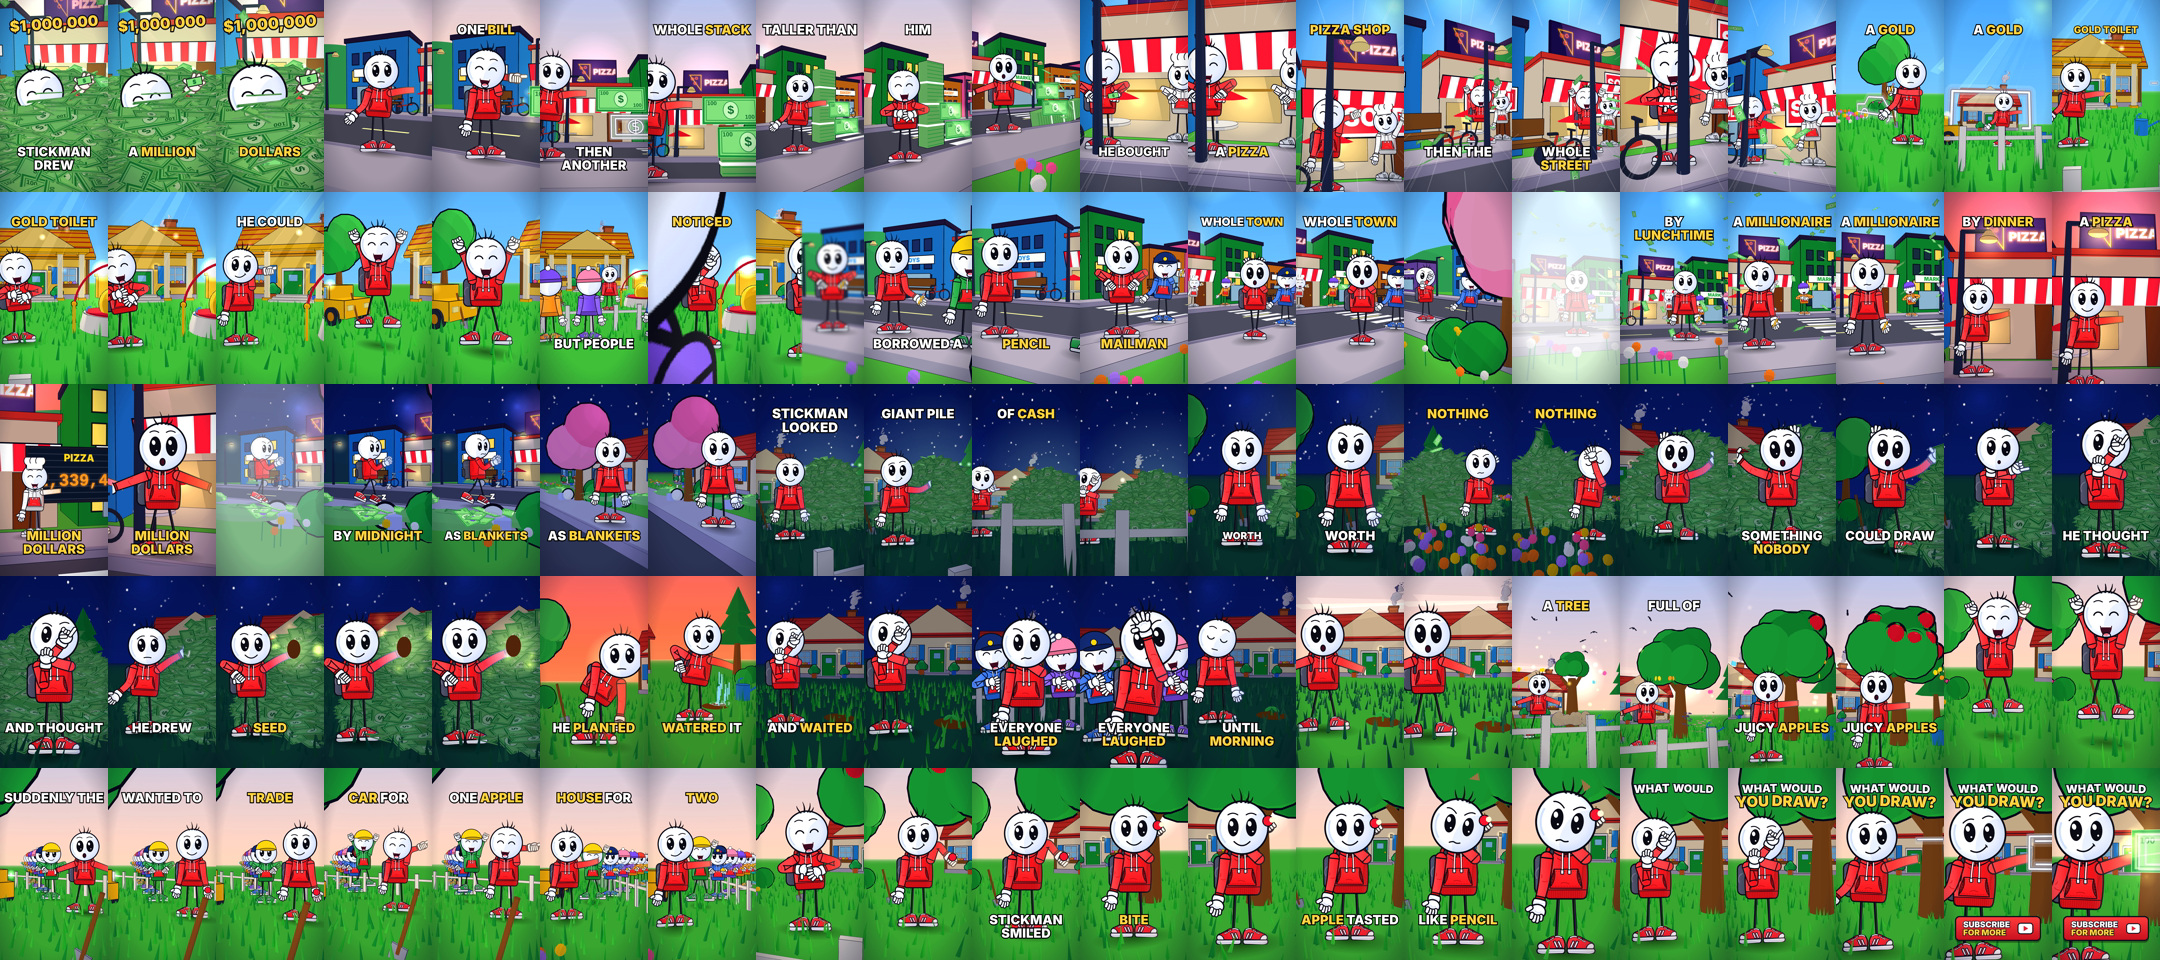 $1,000,000 $1,000,000 $1,000,000
STICKMAN DREW
A MILLION
DOLLARS
ONE BILL
THEN ANOTHER
WHOLE STACK
TALLER THAN
HIM
HE BOUGHT
A PIZZA
PIZZA SHOP
THEN THE
WHOLE STREET
A GOLD
A GOLD
GOLD TOILET
GOLD TOILET
HE COULD
BUT PEOPLE
NOTICED
BORROWED A
PENCIL
MAILMAN
WHOLE TOWN
WHOLE TOWN
BY LUNCHTIME
A MILLIONAIRE
A MILLIONAIRE
BY DINNER
A PIZZA
PIZZA
MILLION DOLLARS
MILLION DOLLARS
BY MIDNIGHT
AS BLANKETS
AS BLANKETS
STICKMAN LOOKED
GIANT PILE
OF CASH
WORTH
WORTH
NOTHING
NOTHING
SOMETHING NOBODY
COULD DRAW
HE THOUGHT
AND THOUGHT
HE DREW
SEED
HE PLANTED
WATERED IT
AND WAITED
EVERYONE LAUGHED
EVERYONE LAUGHED
UNTIL MORNING
A TREE
FULL OF
JUICY APPLES
JUICY APPLES
SUDDENLY THE
WANTED TO
TRADE
CAR FOR
ONE APPLE
HOUSE FOR
TWO
STICKMAN SMILED
BITE
APPLE TASTED
LIKE PENCIL
WHAT WOULD
WHAT WOULD YOU DRAW?
WHAT WOULD YOU DRAW?
WHAT WOULD YOU DRAW?
SUBSCRIBE FOR MORE
WHAT WOULD YOU DRAW?
SUBSCRIBE FOR MORE